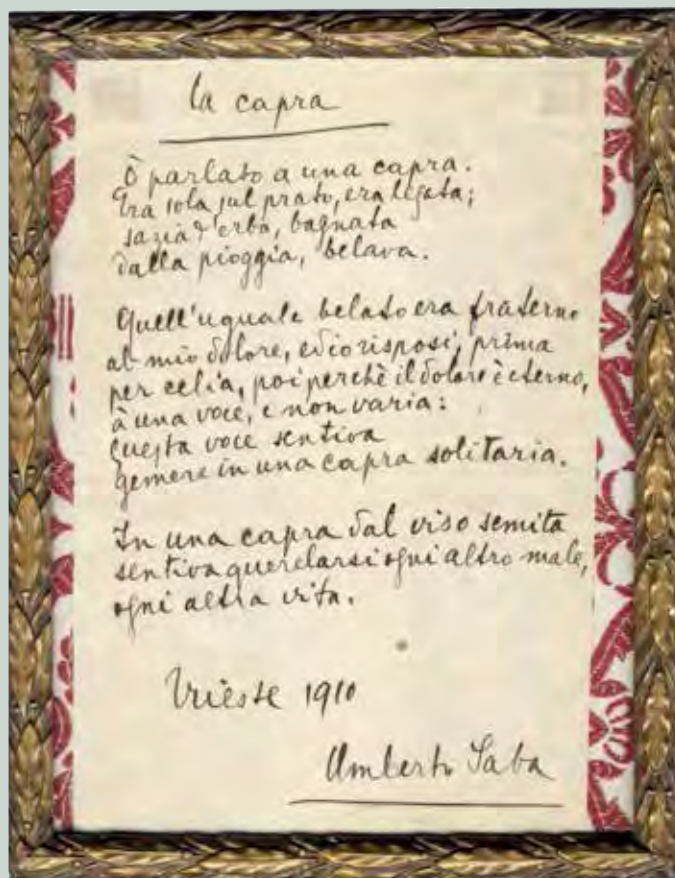 La capra
Ò parlato a una capra.
Era sola sul prato, era legata;
sazia d'erba, bagnata
dalla pioggia, belava.
Quell'uguale belato era fraterno
al mio dolore, ed io risposi, prima
per celia, poi perchè il dolore è eterno,
à una voce, e non varia:
questa voce sentiva
gemere in una capra solitaria.
In una capra dal viso semita
sentiva querelarsi ogni altro male,
ogni altra vita.
Trieste 1910
Umberto Saba